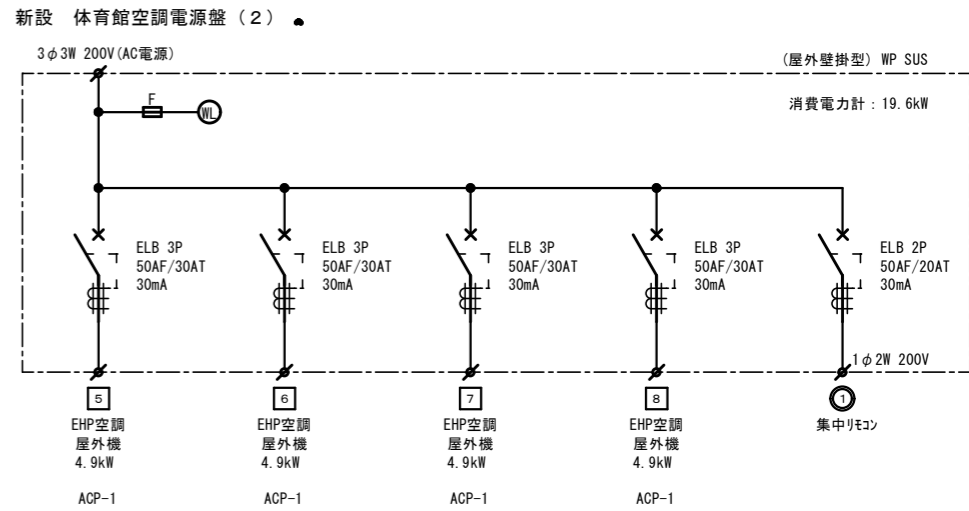 新設　体育館空調電源盤（２）
3φ3W 200V(AC電源)
(屋外壁掛型) WP SUS
F
WL
消費電力計：19.6kW
ELB 3P
50AF/30AT
30mA
ELB 3P
50AF/30AT
30mA
ELB 3P
50AF/30AT
30mA
ELB 3P
50AF/30AT
30mA
ELB 2P
50AF/20AT
30mA
1φ2W 200V
5
EHP空調
屋外機
4.9kW
ACP-1
6
EHP空調
屋外機
4.9kW
ACP-1
7
EHP空調
屋外機
4.9kW
ACP-1
8
EHP空調
屋外機
4.9kW
ACP-1
1
集中ﾘﾓｺﾝ